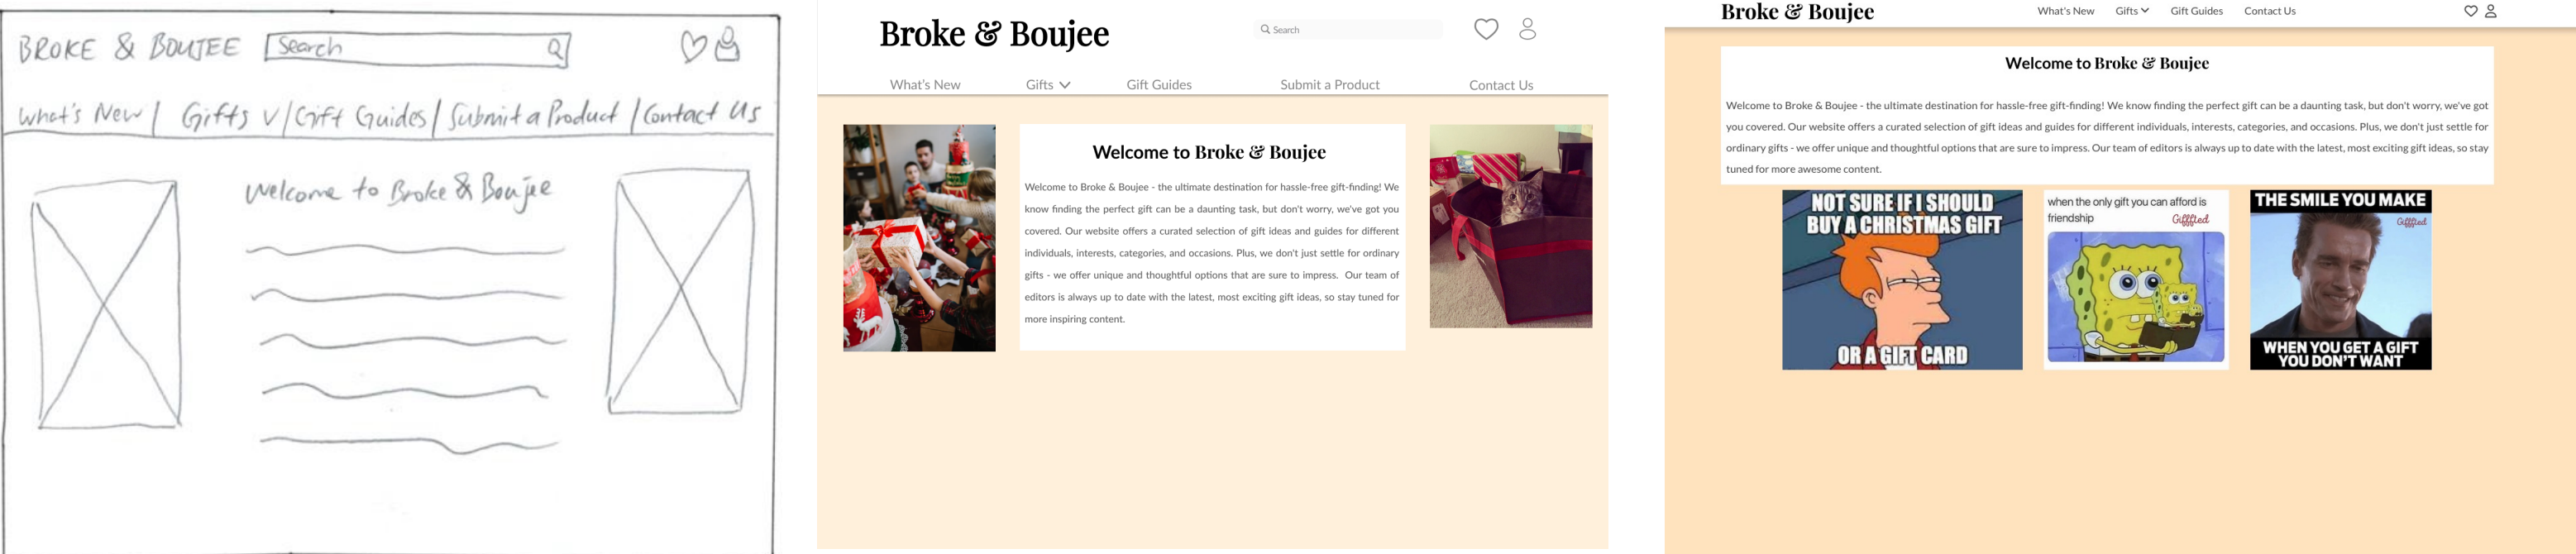 BROKE & BOUJEE
Search
What's New | Gifts V / Gift Guides / Submit a Product / Contact Us
Welcome to Broke & Boujee
Broke & Boujee
Search
What's New Gifts Gift Guides Submit a Product Contact Us
Welcome to Broke & Boujee
Welcome to Broke & Boujee - the ultimate destination for hassle-free gift-finding! We
know finding the perfect gift can be a daunting task, but don't worry, we've got you
covered. Our website offers a curated selection of gift ideas and guides for different
individuals, interests, categories, and occasions. Plus, we don't just settle for ordinary
gifts - we offer unique and thoughtful options that are sure to impress. Our team of
editors is always up to date with the latest, most exciting gift ideas, so stay tuned for
more inspiring content.
Broke & Boujee
What's New Gifts Gift Guides Contact Us
Welcome to Broke & Boujee
Welcome to Broke & Boujee - the ultimate destination for hassle-free gift-finding! We know finding the perfect gift can be a daunting task, but don't worry, we've got
you covered. Our website offers a curated selection of gift ideas and guides for different individuals, interests, categories, and occasions. Plus, we don't just settle for
ordinary gifts - we offer unique and thoughtful options that are sure to impress. Our team of editors is always up to date with the latest, most exciting gift ideas, so stay
tuned for more awesome content.
NOT SURE IF I SHOULD
BUY A CHRISTMAS GIFT
OR A GIFT CARD
when the only gift you can afford is
friendship
Giftted
THE SMILE YOU MAKE
Giftted
WHEN YOU GET A GIFT
YOU DON'T WANT